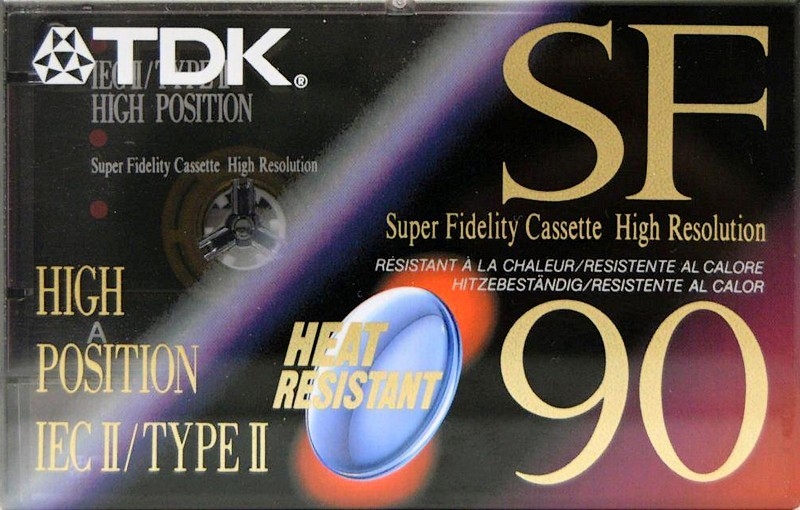 TDK®
IEC II/TYPE II
HIGH POSITION
Super Fidelity Cassette High Resolution
SF
Super Fidelity Cassette High Resolution
RÉSISTANT À LA CHALEUR/RESISTENTE AL CALORE
HITZEBESTÄNDIG/RESISTENTE AL CALOR
HIGH
A
POSITION
IEC II/TYPE II
HEAT
RESISTANT
90